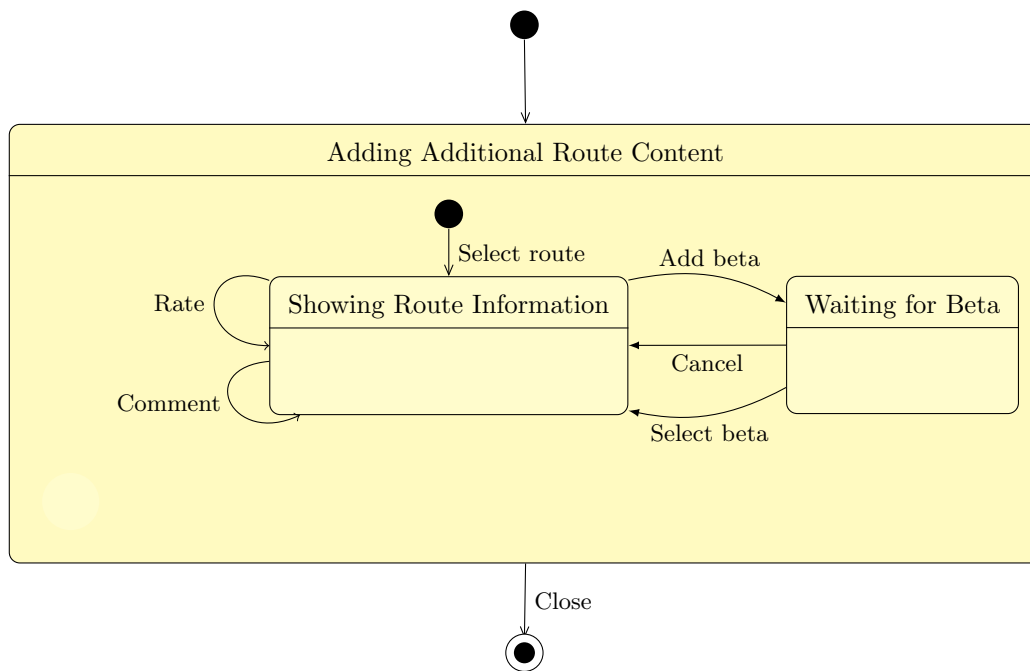 Adding Additional Route Content
Select route
Add beta
Rate
Showing Route Information
Waiting for Beta
Cancel
Comment
Select beta
Close